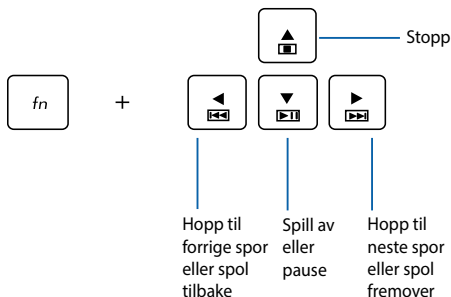 Stopp
fn +
Hopp til
forrige spor
eller spol
tilbake
Spill av
eller
pause
Hopp til
neste spor
eller spol
fremover